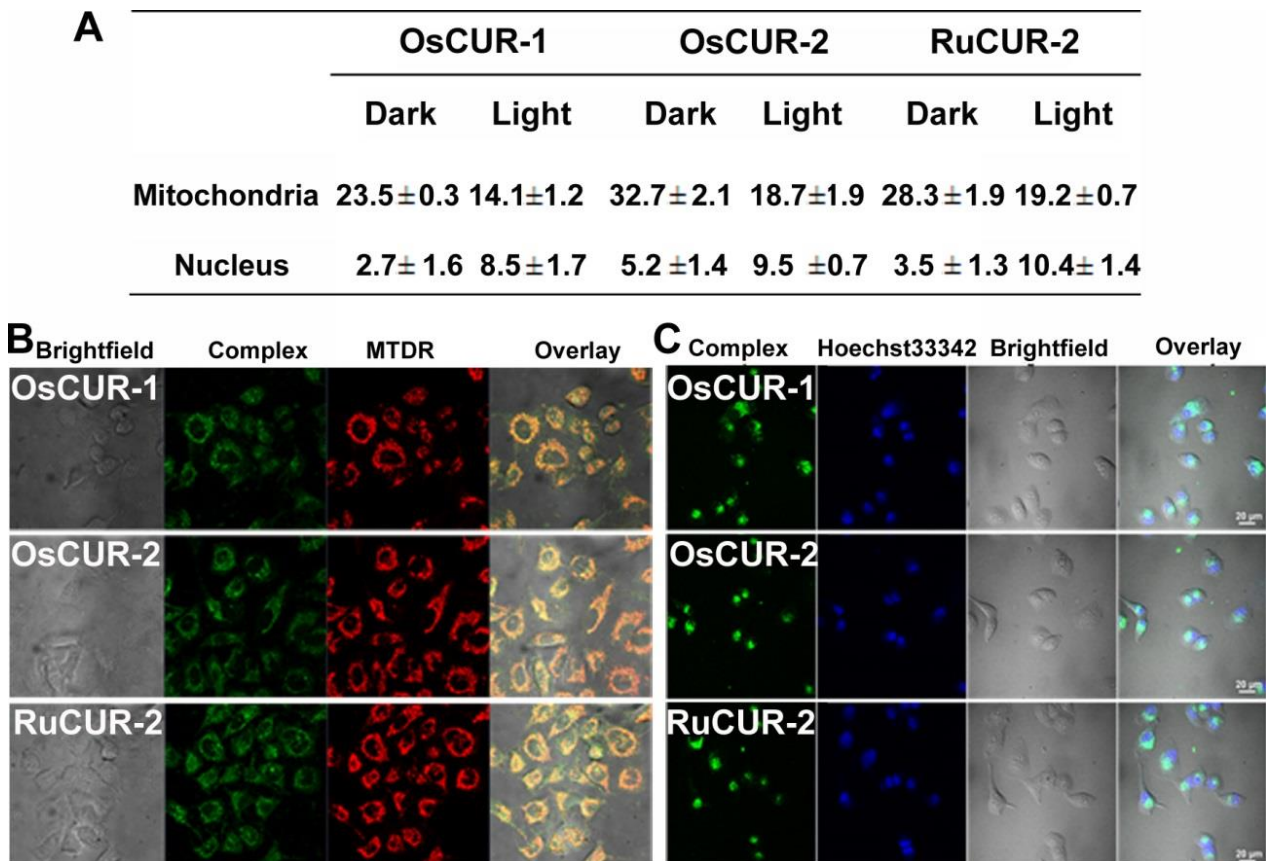 A
OsCUR-1 OsCUR-2 RuCUR-2
Dark Light Dark Light Dark Light
Mitochondria 23.5±0.3 14.1±1.2 32.7±2.1 18.7±1.9 28.3±1.9 19.2±0.7
Nucleus 2.7±1.6 8.5±1.7 5.2±1.4 9.5±0.7 3.5±1.3 10.4±1.4
B Brightfield Complex MTDR Overlay
OsCUR-1
OsCUR-2
RuCUR-2
C Complex Hoechst33342 Brightfield Overlay
OsCUR-1
20 µm
OsCUR-2
20 µm
RuCUR-2
20 µm